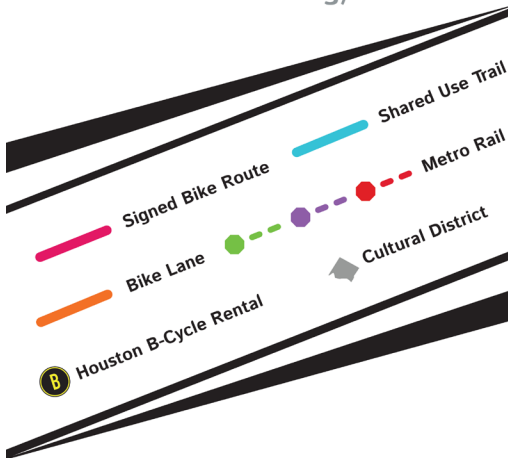 Signed Bike Route
Shared Use Trail
Bike Lane
Metro Rail
B Houston B-Cycle Rental
Cultural District